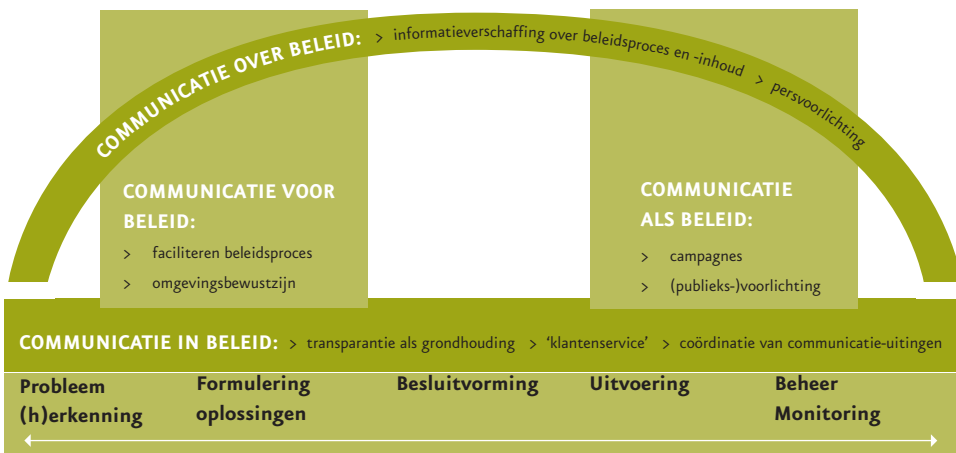 COMMUNICATIE OVER BELEID: > informatieverschaffing over beleidsproces en -inhoud > persvoorlichting
COMMUNICATIE VOOR
BELEID:
> faciliteren beleidsproces
> omgevingsbewustzijn
COMMUNICATIE
ALS BELEID:
> campagnes
> (publieks-)voorlichting
COMMUNICATIE IN BELEID: > transparantie als grondhouding > ‘klantenservice’ > coördinatie van communicatie-uitingen
Probleem
(h)erkenning
Formulering
oplossingen
Besluitvorming
Uitvoering
Beheer
Monitoring